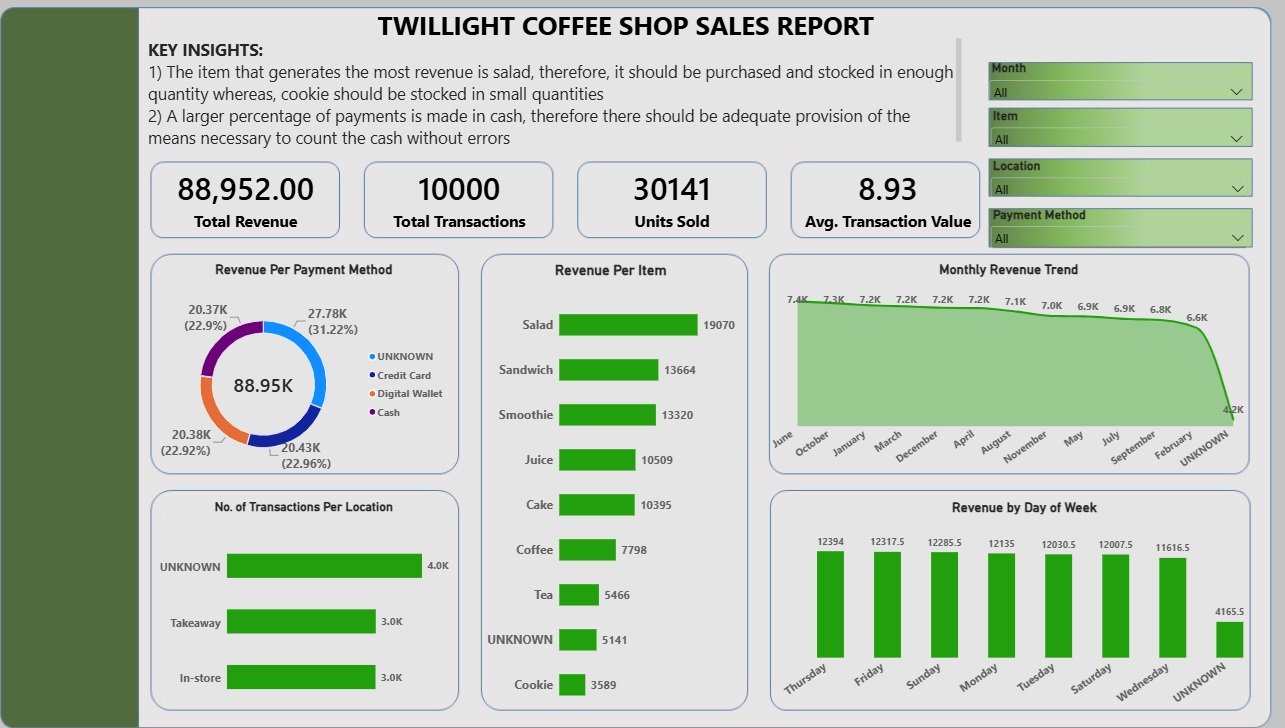 TWILLIGHT COFFEE SHOP SALES REPORT
KEY INSIGHTS:
1) The item that generates the most revenue is salad, therefore, it should be purchased and stocked in enough
quantity whereas, cookie should be stocked in small quantities
2) A larger percentage of payments is made in cash, therefore there should be adequate provision of the
means necessary to count the cash without errors
Month
All
Item
All
Location
All
Payment Method
All
88,952.00
Total Revenue
10000
Total Transactions
30141
Units Sold
8.93
Avg. Transaction Value
Revenue Per Payment Method
20.37K
(22.9%)
27.78K
(31.22%)
88.95K
20.38K
(22.92%)
20.43K
(22.96%)
UNKNOWN
Credit Card
Digital Wallet
Cash
No. of Transactions Per Location
UNKNOWN 4.0K
Takeaway 3.0K
In-store 3.0K
Revenue Per Item
Salad 19070
Sandwich 13664
Smoothie 13320
Juice 10509
Cake 10395
Coffee 7798
Tea 5466
UNKNOWN 5141
Cookie 3589
Monthly Revenue Trend
7.4K 7.3K 7.2K 7.2K 7.2K 7.2K 7.1K 7.0K 6.9K 6.9K 6.8K 6.6K 4.2K
June October January March December April August November May July September February UNKNOWN
Revenue by Day of Week
12394 12317.5 12285.5 12135 12030.5 12007.5 11616.5 4165.5
Thursday Friday Sunday Monday Tuesday Saturday Wednesday UNKNOWN